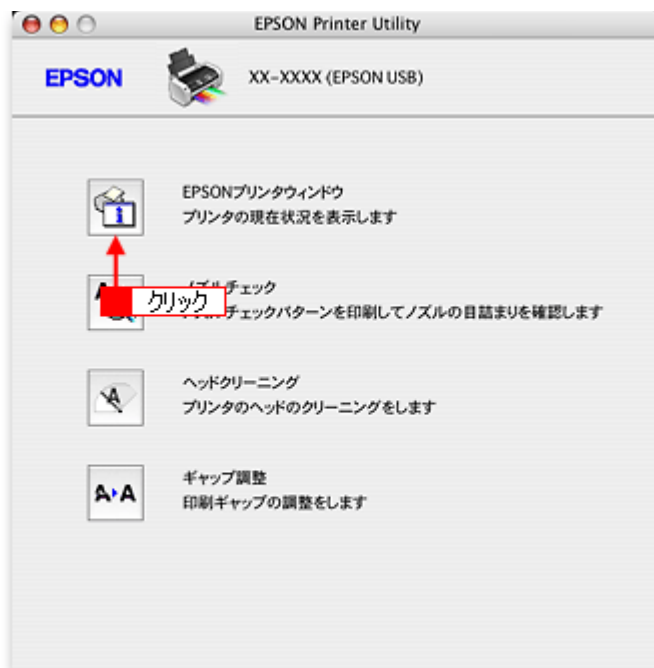 EPSON Printer Utility
EPSON
XX-XXXX (EPSON USB)
EPSONプリンタウィンドウ
プリンタの現在状況を表示します
クリック
ノズルチェック
チェックパターンを印刷してノズルの目詰まりを確認します
ヘッドクリーニング
プリンタのヘッドのクリーニングをします
ギャップ調整
印刷ギャップの調整をします